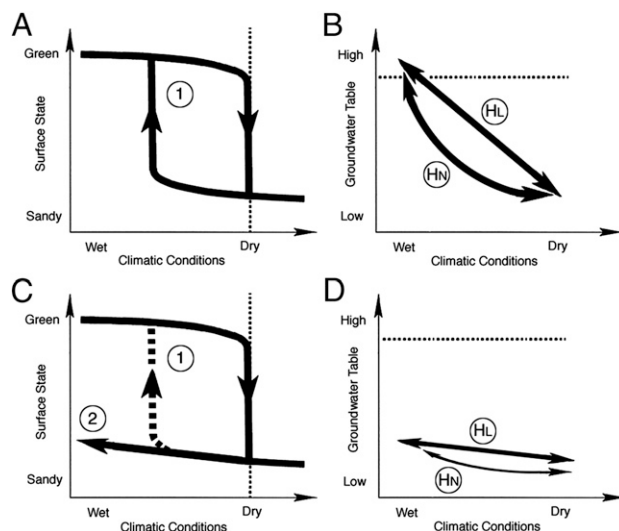 A
Green
Surface State
Sandy
1
Wet
Dry
Climatic Conditions
B
High
Groundwater Table
Low
HL
HN
Wet
Dry
Climatic Conditions
C
Green
Surface State
Sandy
1
2
Wet
Dry
Climatic Conditions
D
High
Groundwater Table
Low
HL
HN
Wet
Dry
Climatic Conditions